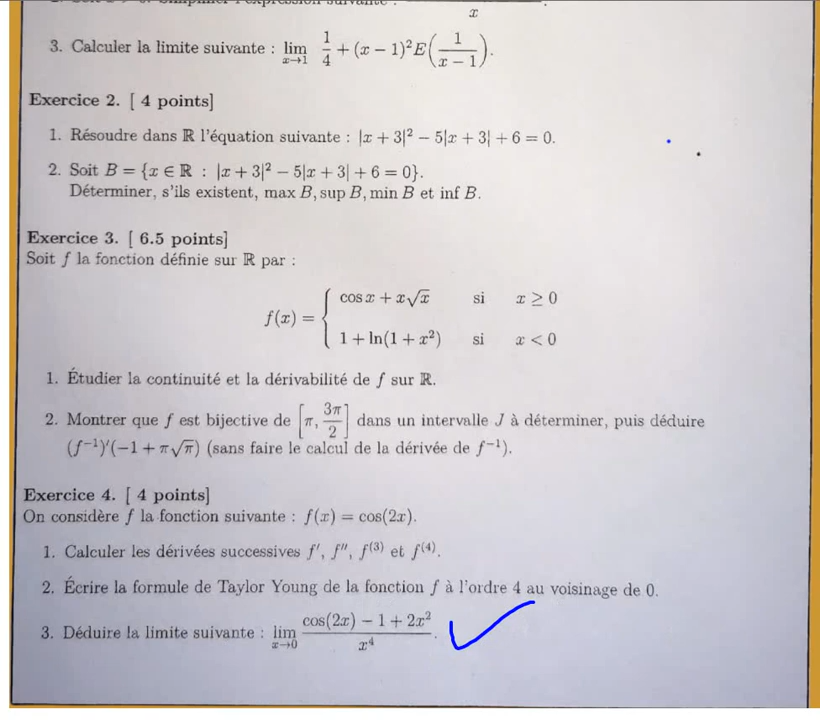 x
3. Calculer la limite suivante : lim x→1 1/4 + (x − 1)²E(1/(x − 1)).
Exercice 2. [ 4 points]
1. Résoudre dans ℝ l'équation suivante : |x + 3|² − 5|x + 3| + 6 = 0.
2. Soit B = {x ∈ ℝ : |x + 3|² − 5|x + 3| + 6 = 0}.
Déterminer, s'ils existent, max B, sup B, min B et inf B.
Exercice 3. [ 6.5 points]
Soit f la fonction définie sur ℝ par :
f(x) = { cos x + x√x si x ≥ 0
1 + ln(1 + x²) si x < 0
1. Étudier la continuité et la dérivabilité de f sur ℝ.
2. Montrer que f est bijective de [π, 3π/2] dans un intervalle J à déterminer, puis déduire
(f⁻¹)′(−1 + π√π) (sans faire le calcul de la dérivée de f⁻¹).
Exercice 4. [ 4 points]
On considère f la fonction suivante : f(x) = cos(2x).
1. Calculer les dérivées successives f′, f″, f⁽³⁾ et f⁽⁴⁾.
2. Écrire la formule de Taylor Young de la fonction f à l'ordre 4 au voisinage de 0.
3. Déduire la limite suivante : lim x→0 (cos(2x) − 1 + 2x²)/x⁴.